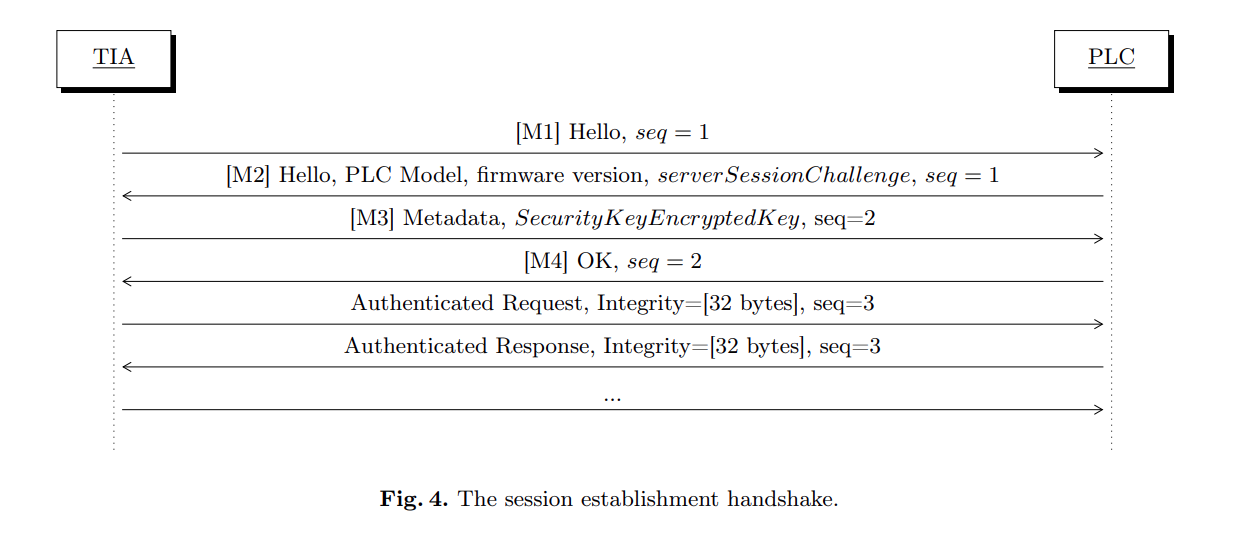 TIA
PLC
[M1] Hello, seq = 1
[M2] Hello, PLC Model, firmware version, serverSessionChallenge, seq = 1
[M3] Metadata, SecurityKeyEncryptedKey, seq=2
[M4] OK, seq = 2
Authenticated Request, Integrity=[32 bytes], seq=3
Authenticated Response, Integrity=[32 bytes], seq=3
...
Fig. 4. The session establishment handshake.